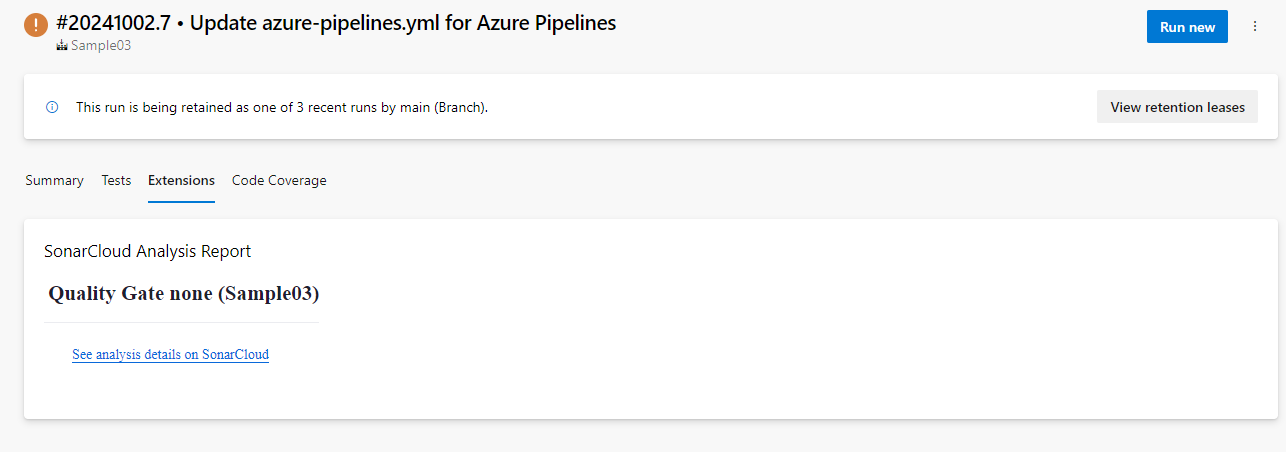 #20241002.7 • Update azure-pipelines.yml for Azure Pipelines
Run new
Sample03
This run is being retained as one of 3 recent runs by main (Branch).
View retention leases
Summary Tests Extensions Code Coverage
SonarCloud Analysis Report
Quality Gate none (Sample03)
See analysis details on SonarCloud